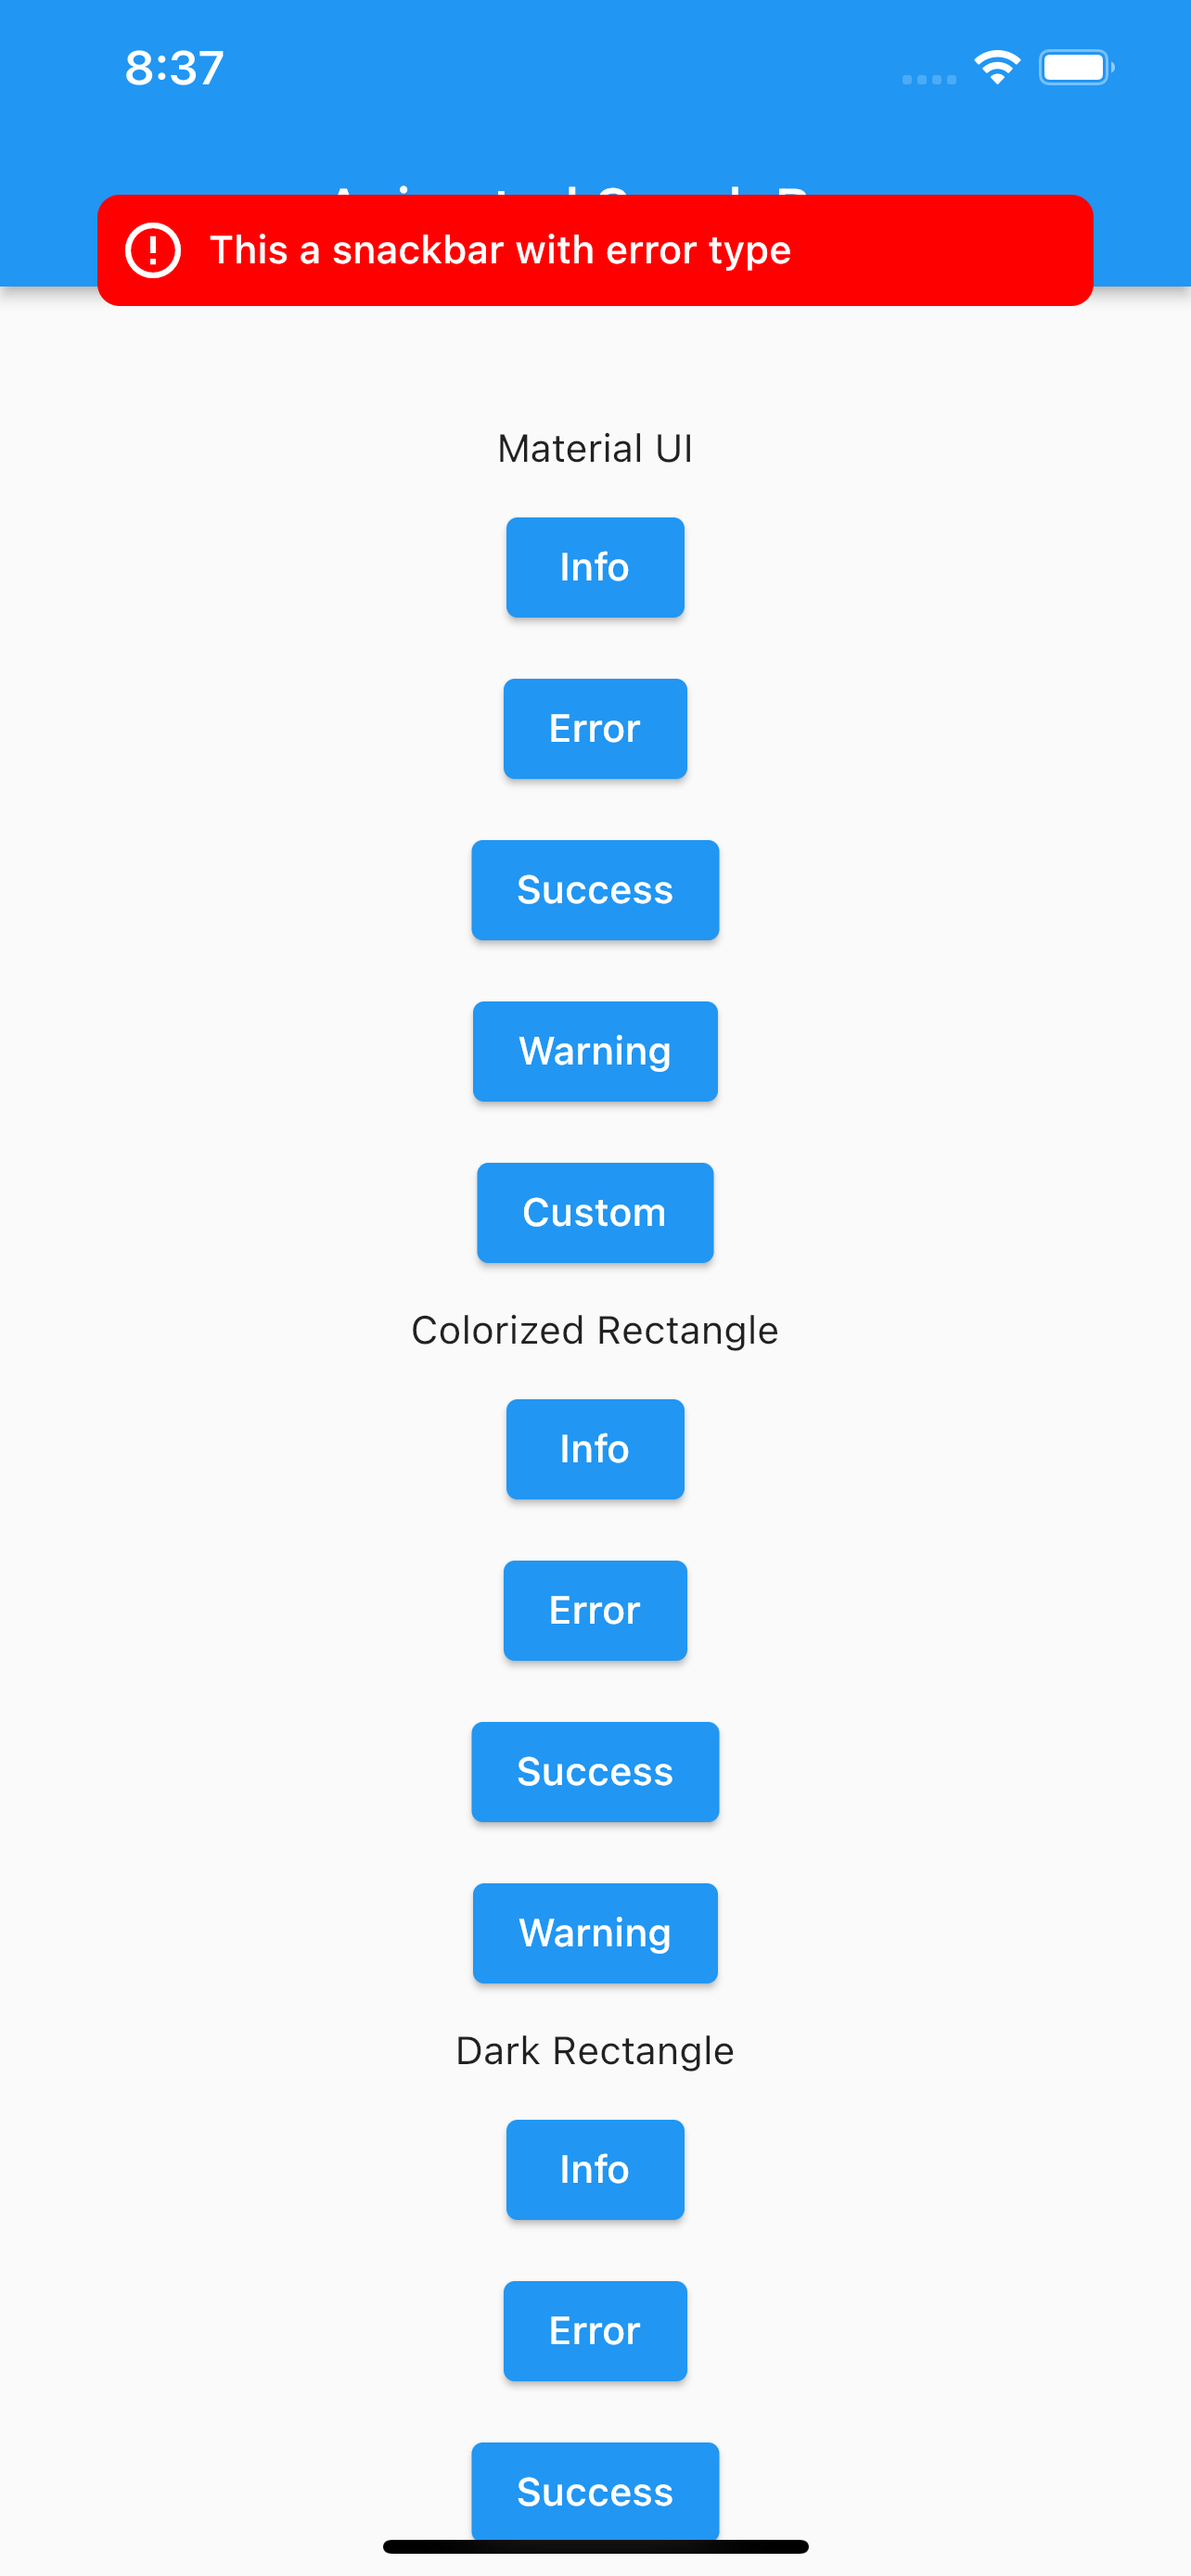 8:37
This a snackbar with error type
Material UI
Info
Error
Success
Warning
Custom
Colorized Rectangle
Info
Error
Success
Warning
Dark Rectangle
Info
Error
Success